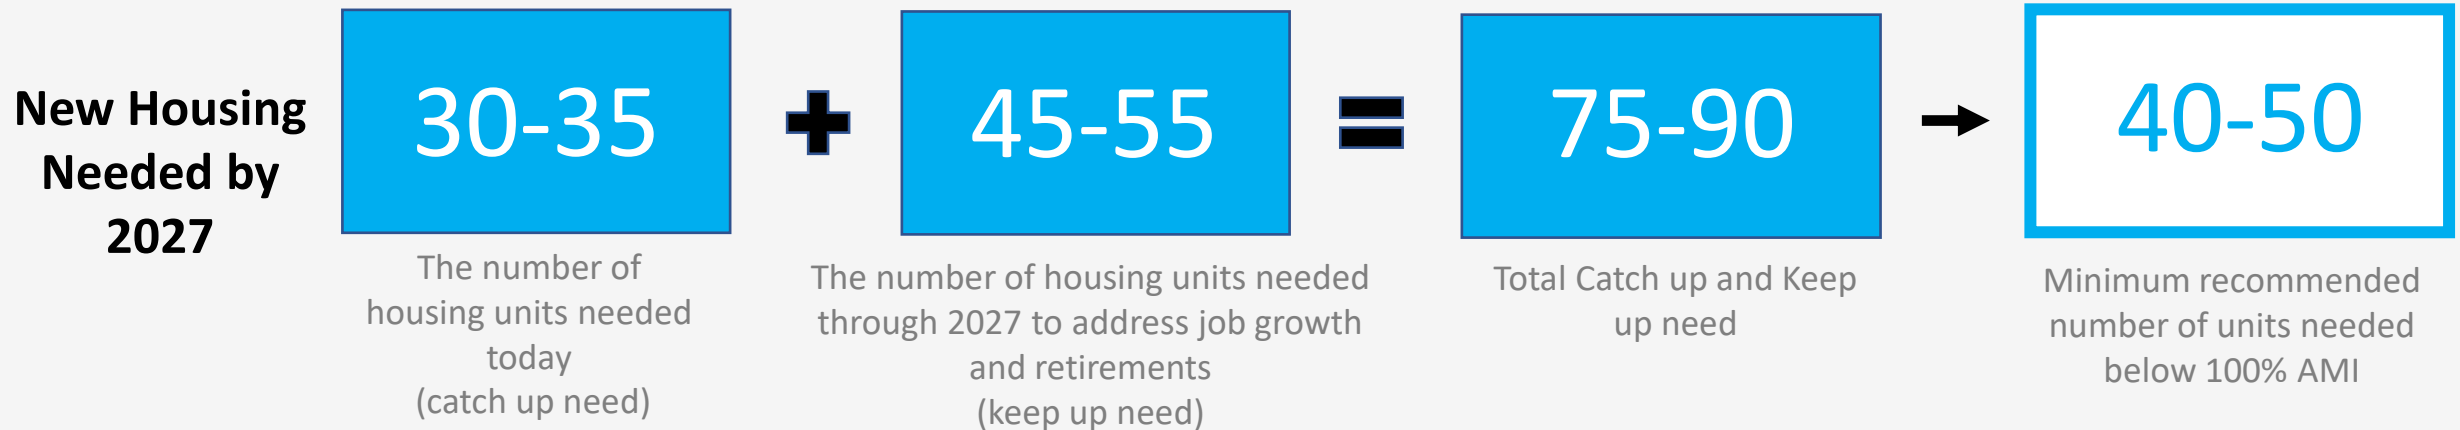 New Housing
Needed by
2027
30-35
The number of
housing units needed
today
(catch up need)
+
45-55
The number of housing units needed
through 2027 to address job growth
and retirements
(keep up need)
=
75-90
Total Catch up and Keep
up need
40-50
Minimum recommended
number of units needed
below 100% AMI